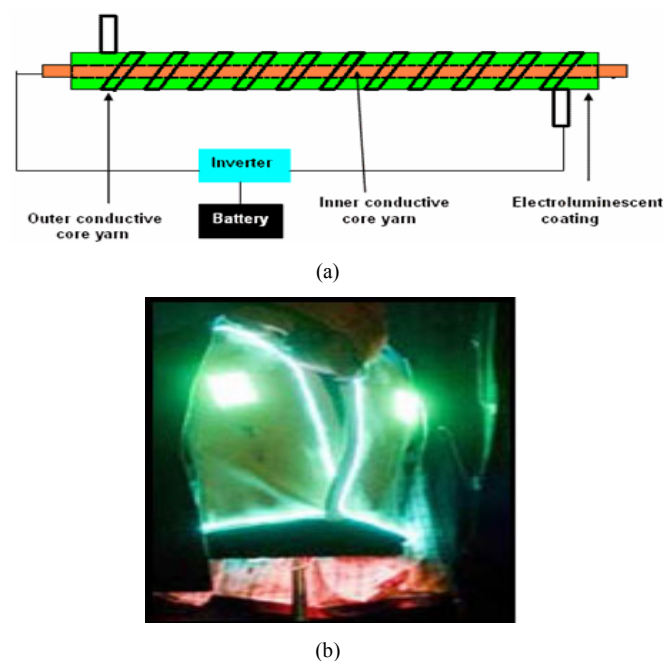 Inverter
Battery
Outer conductive
core yarn
Inner conductive
core yarn
Electroluminescent
coating
(a)
(b)